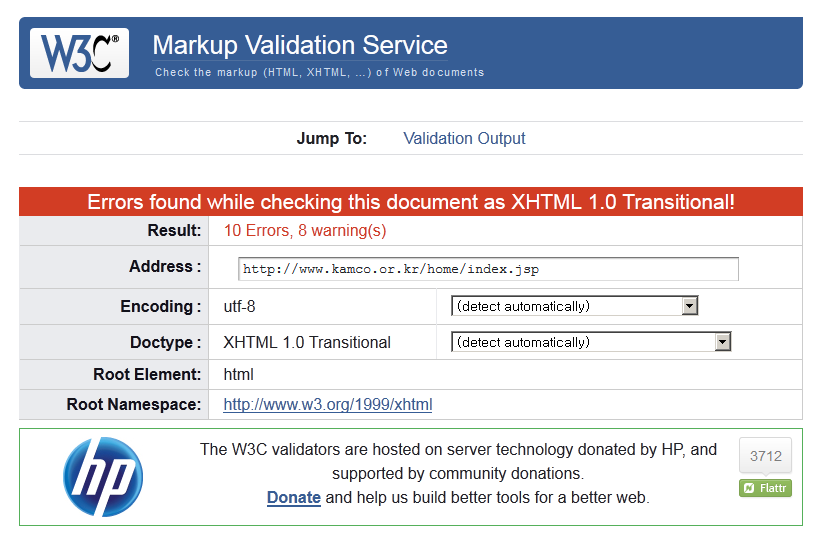 W3C® Markup Validation Service
Check the markup (HTML, XHTML, …) of Web documents
Jump To: Validation Output
Errors found while checking this document as XHTML 1.0 Transitional!
Result: 10 Errors, 8 warning(s)
Address : http://www.kamco.or.kr/home/index.jsp
Encoding : utf-8 (detect automatically)
Doctype : XHTML 1.0 Transitional (detect automatically)
Root Element: html
Root Namespace: http://www.w3.org/1999/xhtml
hp
The W3C validators are hosted on server technology donated by HP, and
supported by community donations.
Donate and help us build better tools for a better web.
3712
Flattr